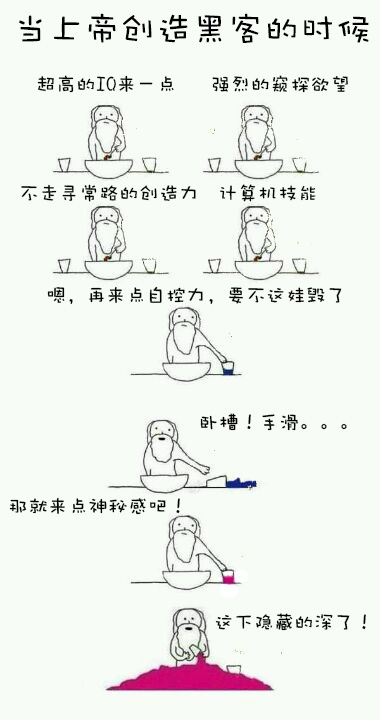 当上帝创造黑客的时候
超高的IQ来一点
强烈的窥探欲望
不走寻常路的创造力
计算机技能
嗯，再来点自控力，要不这娃毁了
卧槽！手滑。。。
那就来点神秘感吧！
这下隐藏的深了！